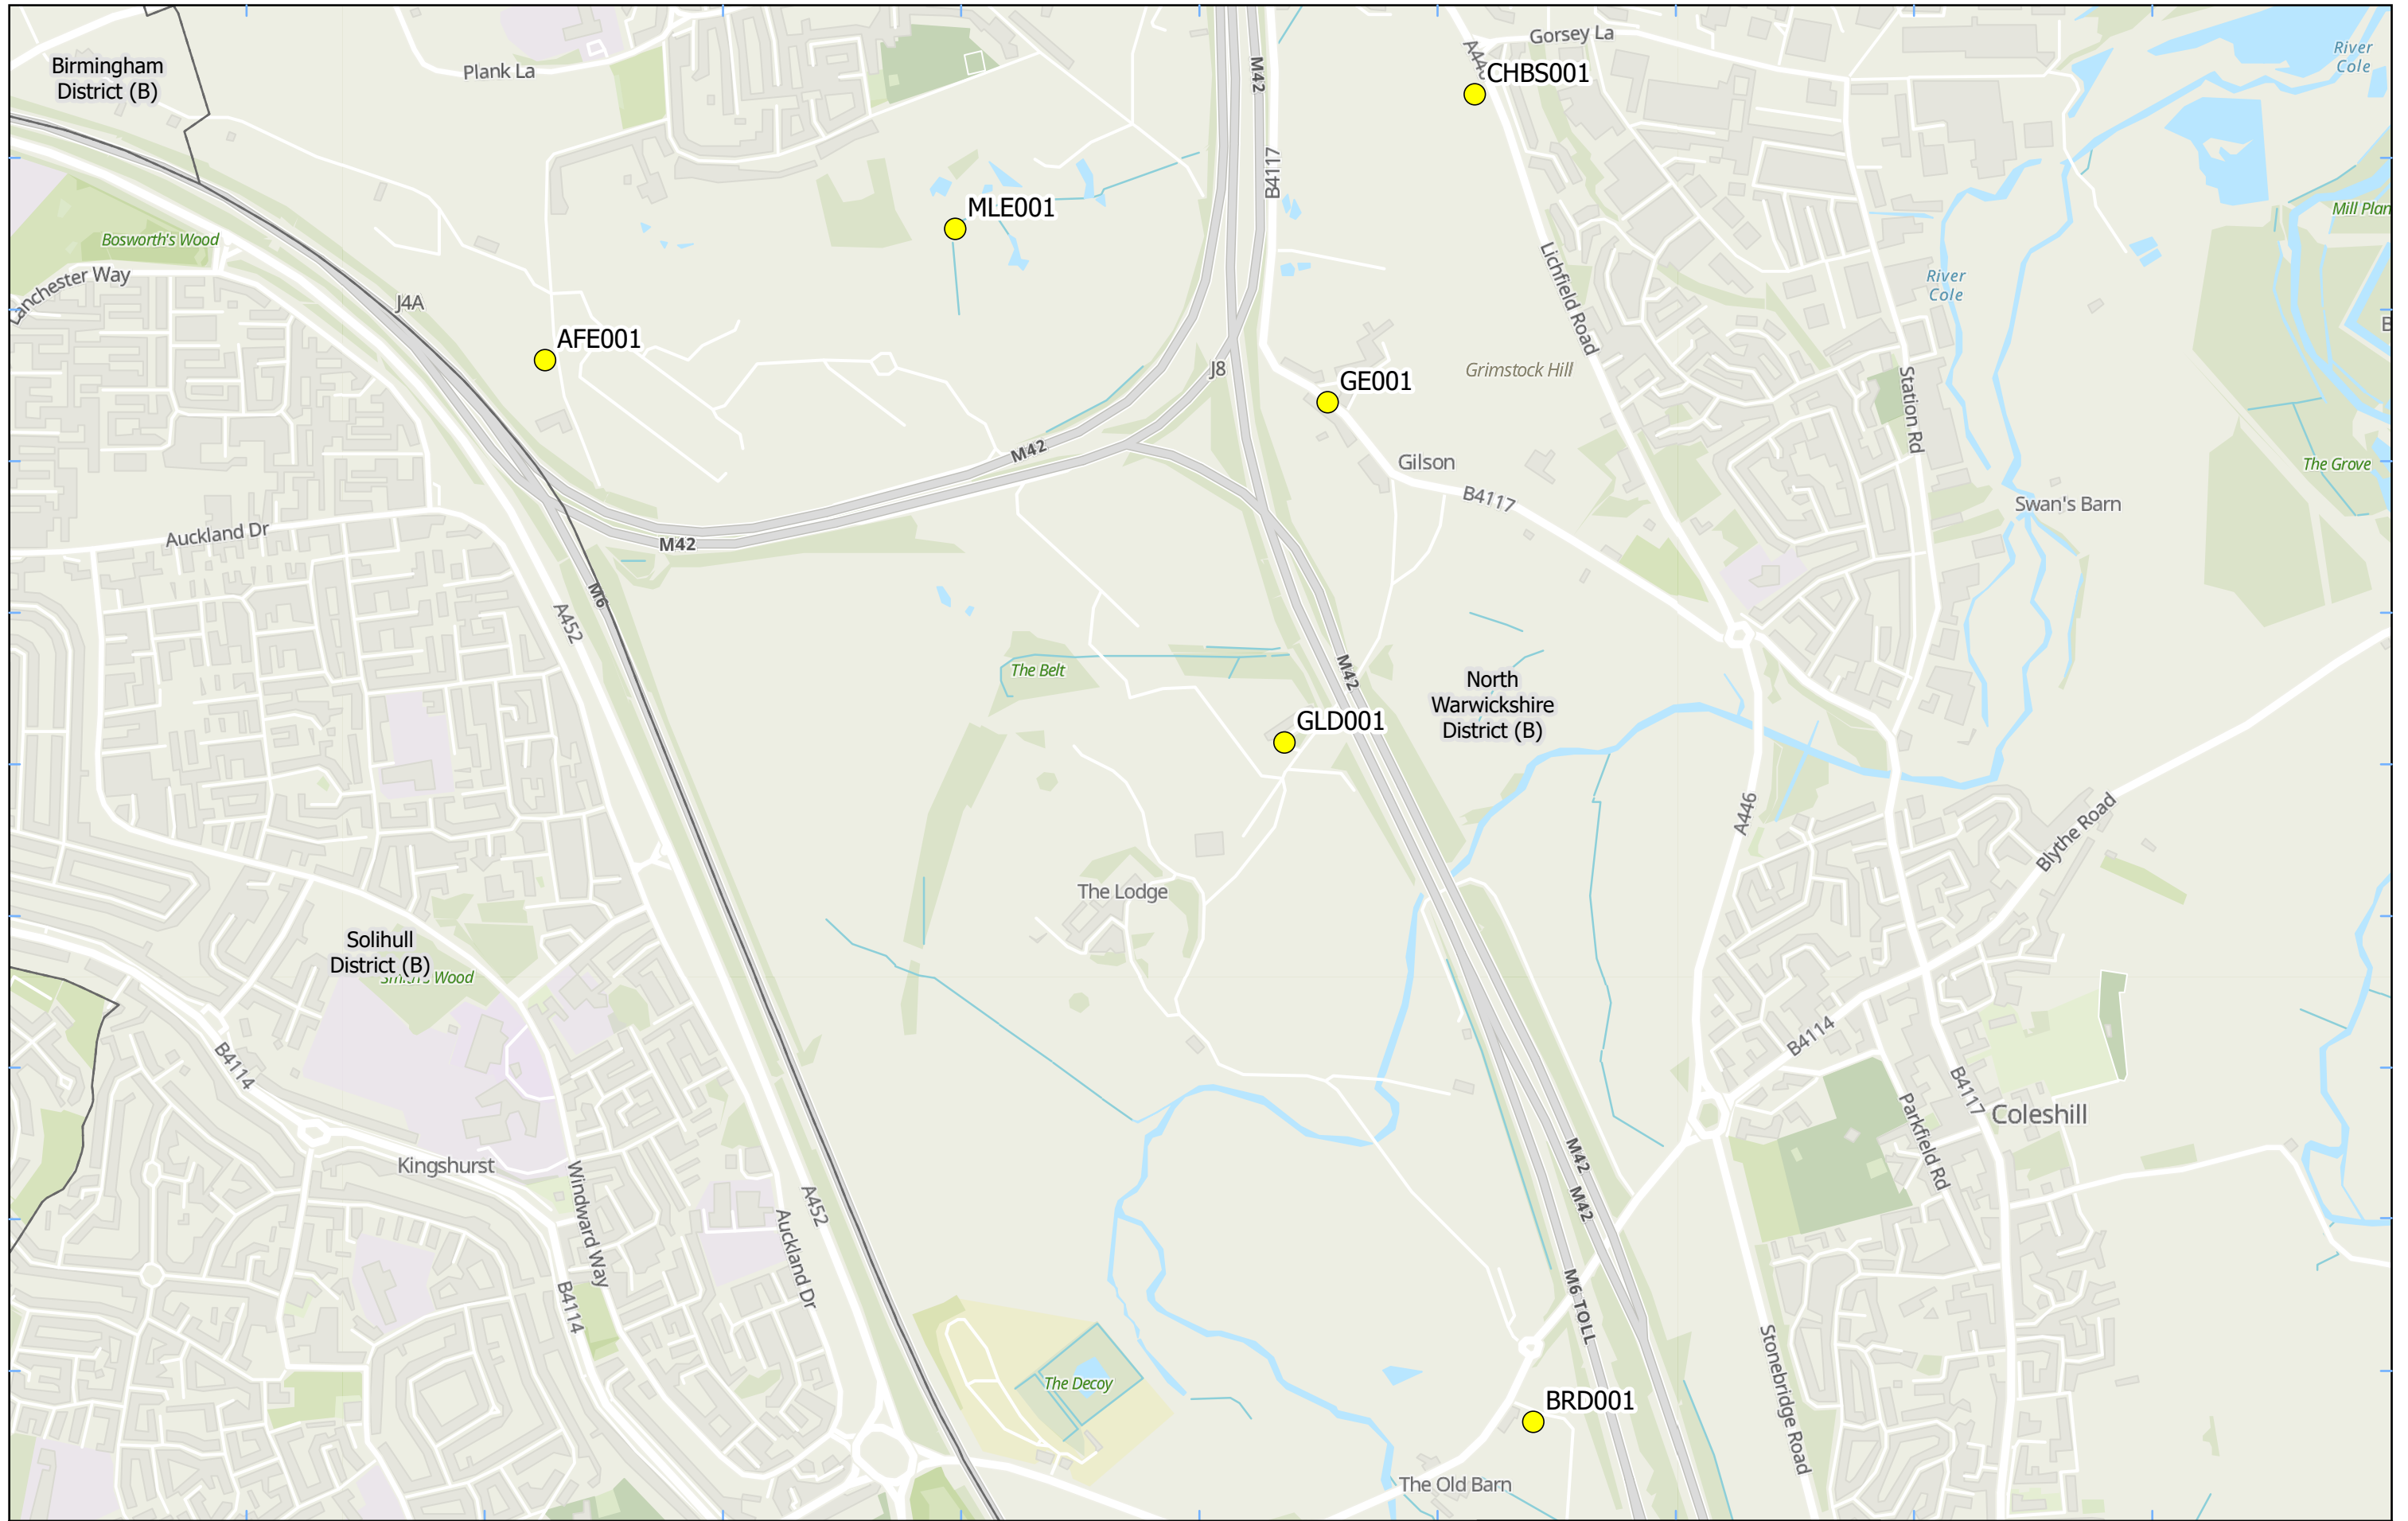 Birmingham
District (B)
Plank La
M42
Gorsey La
CHBS001
River
Cole
B4117
MLE001
Mill Plan
Bosworth's Wood
Lanchester Way
J4A
AFE001
Lichfield Road
River
Cole
J8
GE001
Grimstock Hill
Station Rd
M42
Gilson
B4117
The Grove
Swan's Barn
Auckland Dr
M42
M6
A452
The Belt
M42
North
Warwickshire
District (B)
GLD001
A446
Blythe Road
The Lodge
Solihull
District (B)
Smith's Wood
B4114
B4114
B4117
Parkfield Rd
Coleshill
Kingshurst
Windward Way
A452
Auckland Dr
M42
M42
B4114
M6 TOLL
Stonebridge Road
The Decoy
BRD001
The Old Barn